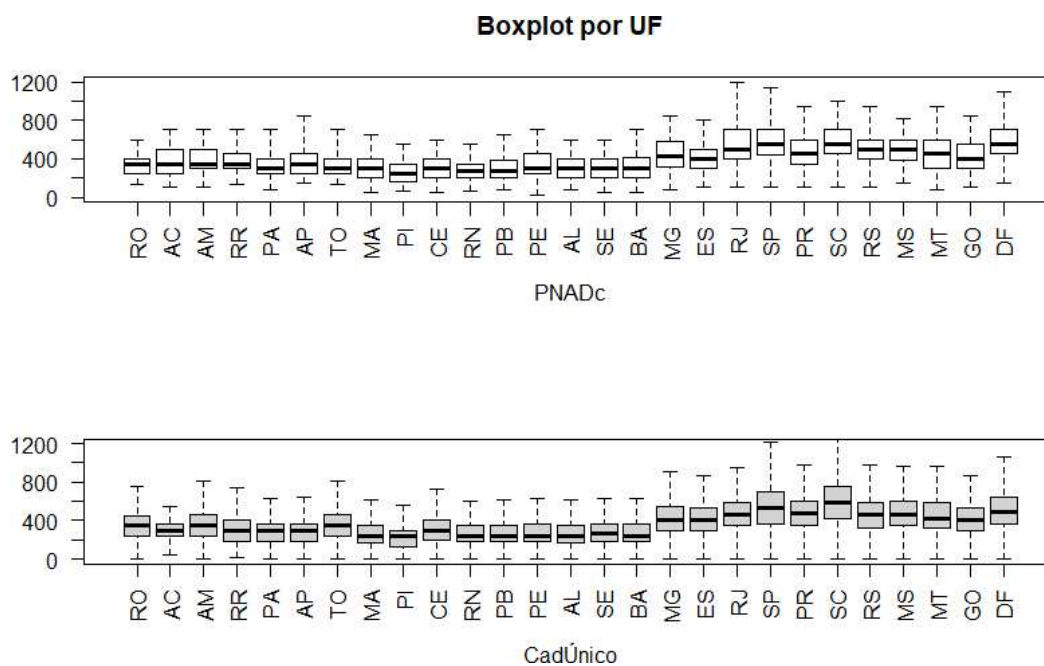 Boxplot por UF
1200
800
400
0
RO AC AM RR PA AP TO MA PI CE RN PB PE AL SE BA MG ES RJ SP PR SC RS MS MT GO DF
PNADc
1200
800
400
0
RO AC AM RR PA AP TO MA PI CE RN PB PE AL SE BA MG ES RJ SP PR SC RS MS MT GO DF
CadÚnico